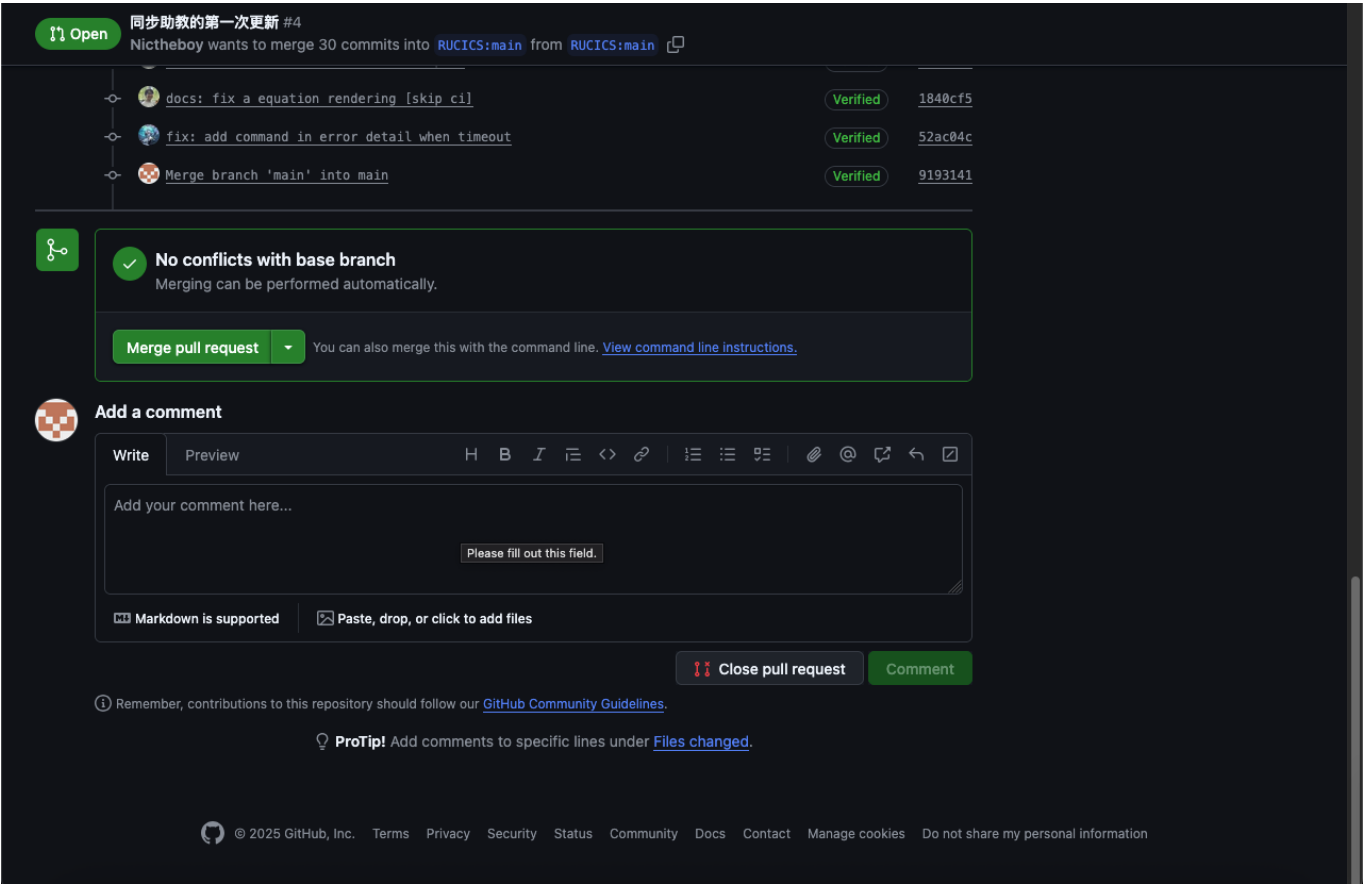 Open
同步助教的第一次更新 #4
Nictheboy wants to merge 30 commits into RUCICS:main from RUCICS:main
docs: fix a equation rendering [skip ci] Verified 1840cf5
fix: add command in error detail when timeout Verified 52ac04c
Merge branch 'main' into main Verified 9193141
No conflicts with base branch
Merging can be performed automatically.
Merge pull request You can also merge this with the command line. View command line instructions.
Add a comment
Write Preview
Add your comment here...
Please fill out this field.
Markdown is supported Paste, drop, or click to add files
Close pull request Comment
Remember, contributions to this repository should follow our GitHub Community Guidelines.
ProTip! Add comments to specific lines under Files changed.
© 2025 GitHub, Inc. Terms Privacy Security Status Community Docs Contact Manage cookies Do not share my personal information